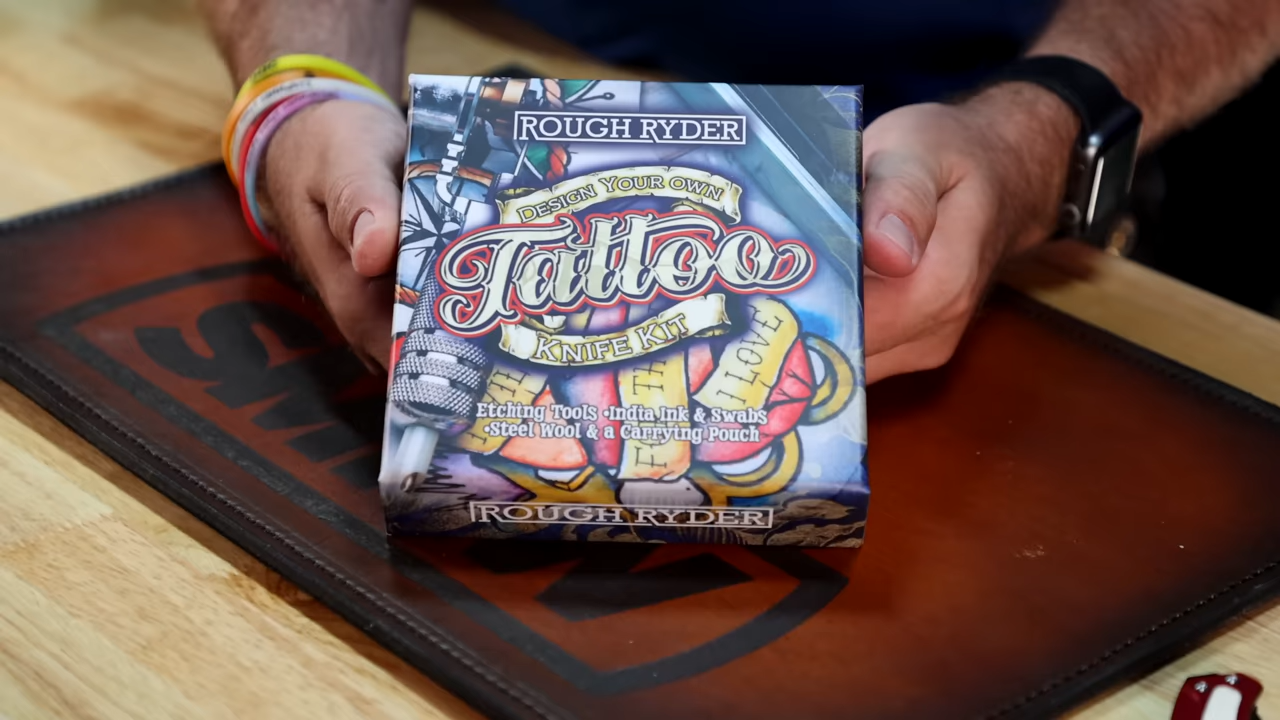 ROUGH RYDER
DESIGN YOUR OWN
Tattoo
KNIFE KIT
I LOVE
Etching Tools •India Ink & Swabs
•Steel Wool & a Carrying Pouch
ROUGH RYDER